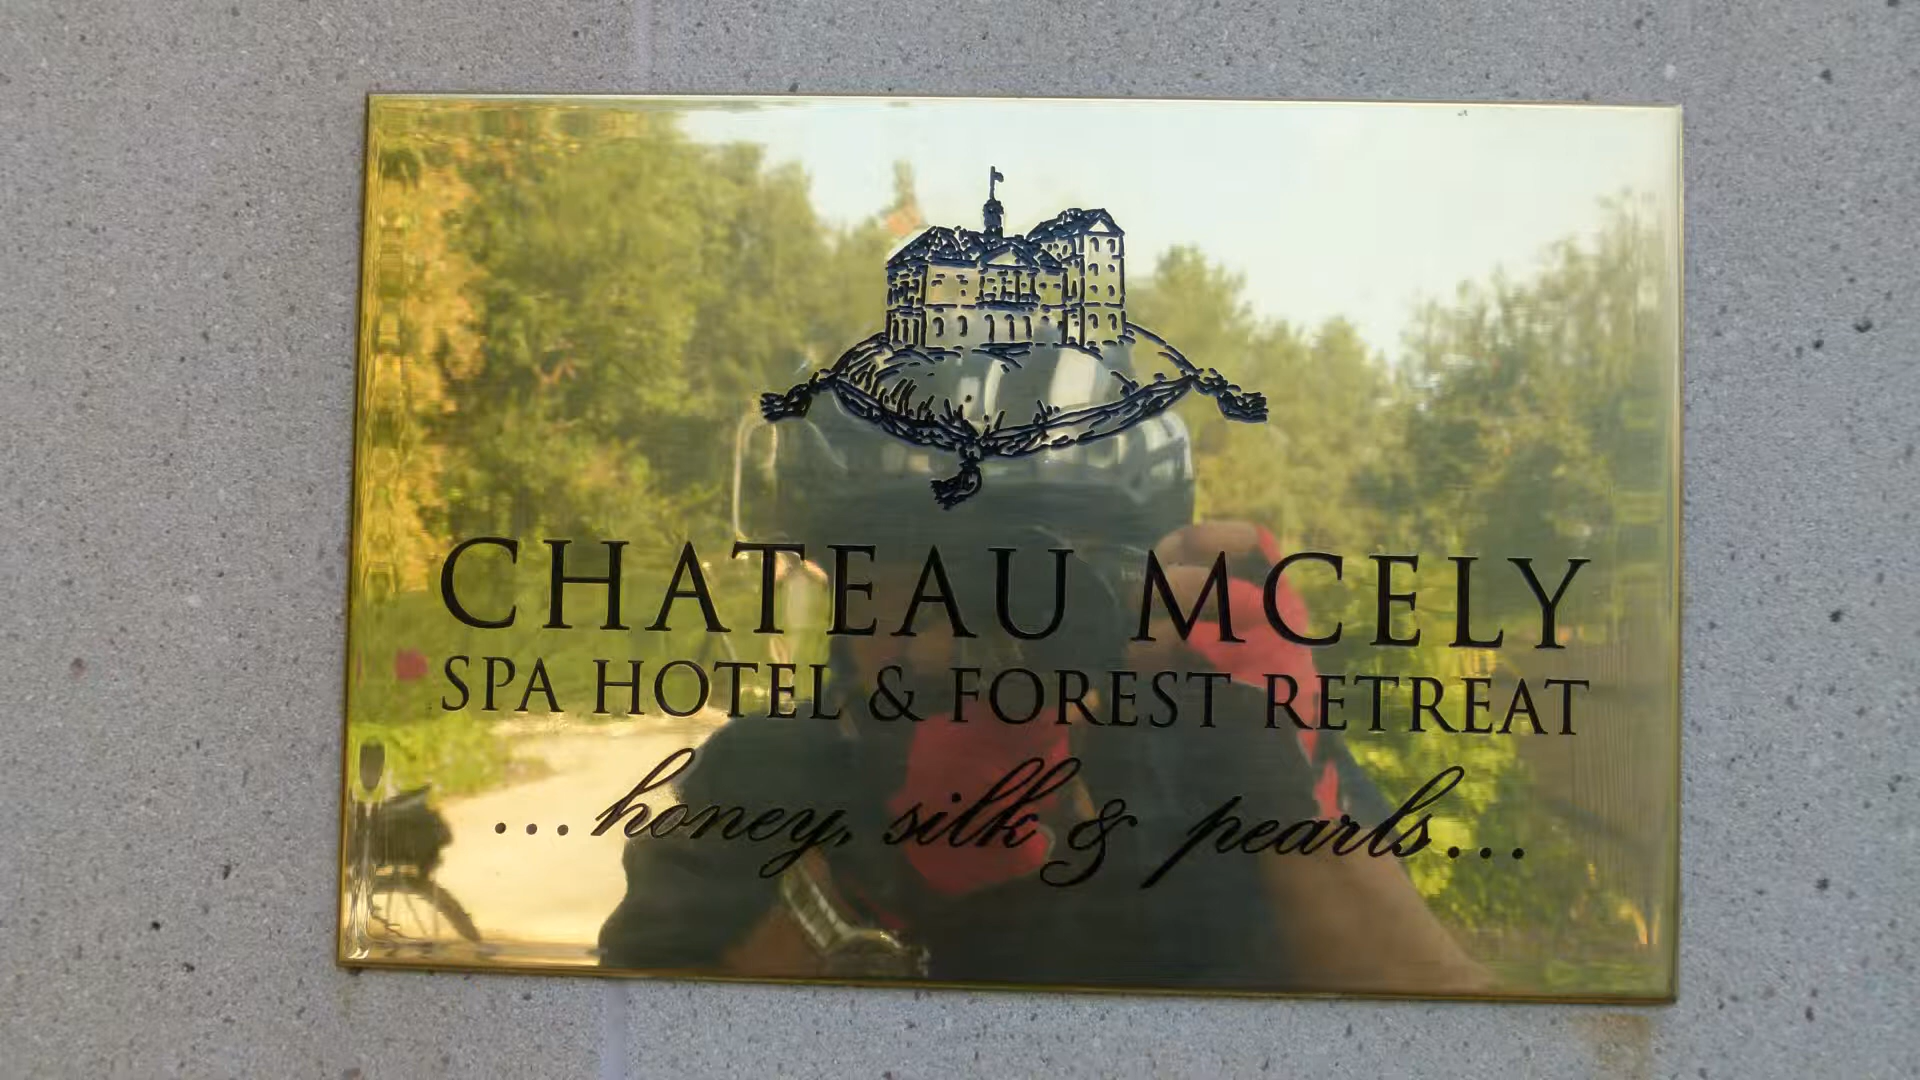 CHATEAU MCELY
SPA HOTEL & FOREST RETREAT
...honey, silk & pearls...